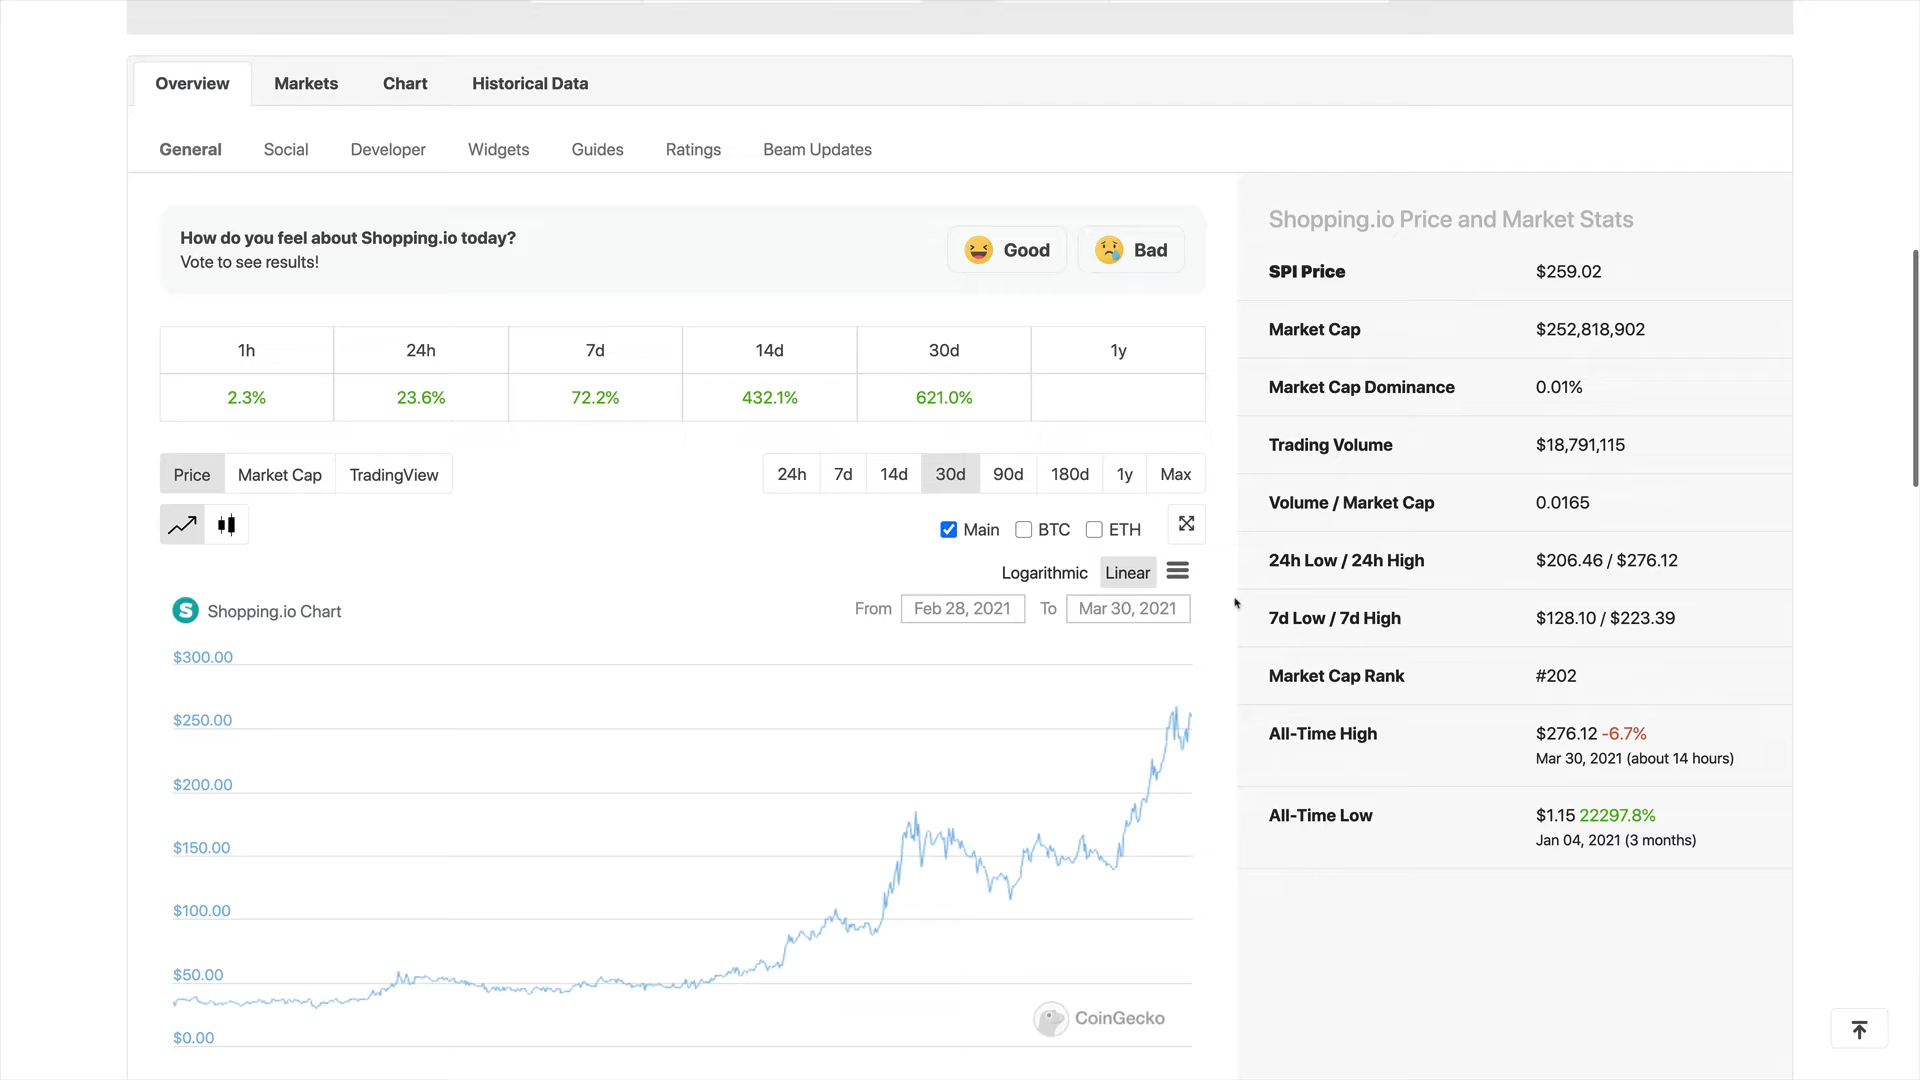 Overview Markets Chart Historical Data
General Social Developer Widgets Guides Ratings Beam Updates
How do you feel about Shopping.io today?
Vote to see results!
Good Bad
1h 24h 7d 14d 30d 1y
2.3% 23.6% 72.2% 432.1% 621.0%
Price Market Cap TradingView
24h 7d 14d 30d 90d 180d 1y Max
Main BTC ETH
Logarithmic Linear
S Shopping.io Chart
From Feb 28, 2021 To Mar 30, 2021
$300.00
$250.00
$200.00
$150.00
$100.00
$50.00
$0.00
CoinGecko
Shopping.io Price and Market Stats
SPI Price $259.02
Market Cap $252,818,902
Market Cap Dominance 0.01%
Trading Volume $18,791,115
Volume / Market Cap 0.0165
24h Low / 24h High $206.46 / $276.12
7d Low / 7d High $128.10 / $223.39
Market Cap Rank #202
All-Time High $276.12 -6.7%
Mar 30, 2021 (about 14 hours)
All-Time Low $1.15 22297.8%
Jan 04, 2021 (3 months)